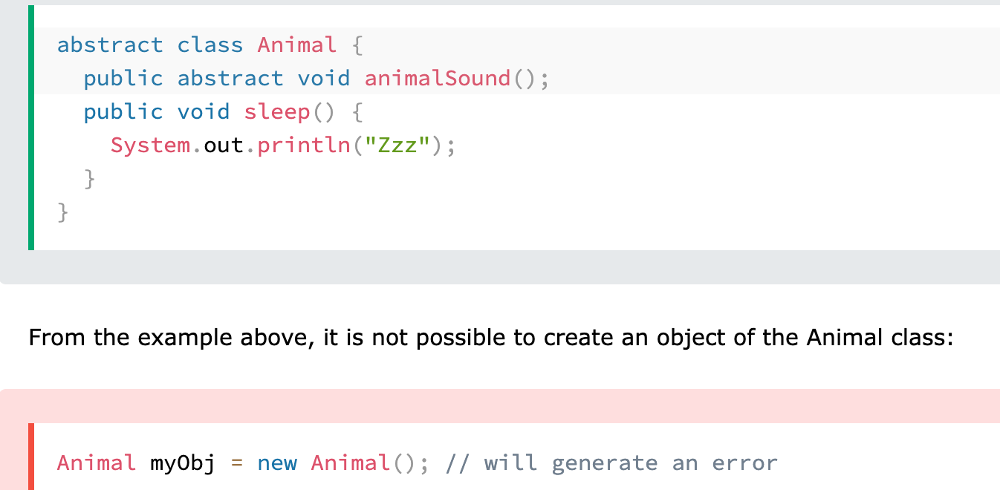 abstract class Animal {
  public abstract void animalSound();
  public void sleep() {
    System.out.println("Zzz");
  }
}
From the example above, it is not possible to create an object of the Animal class:
Animal myObj = new Animal(); // will generate an error